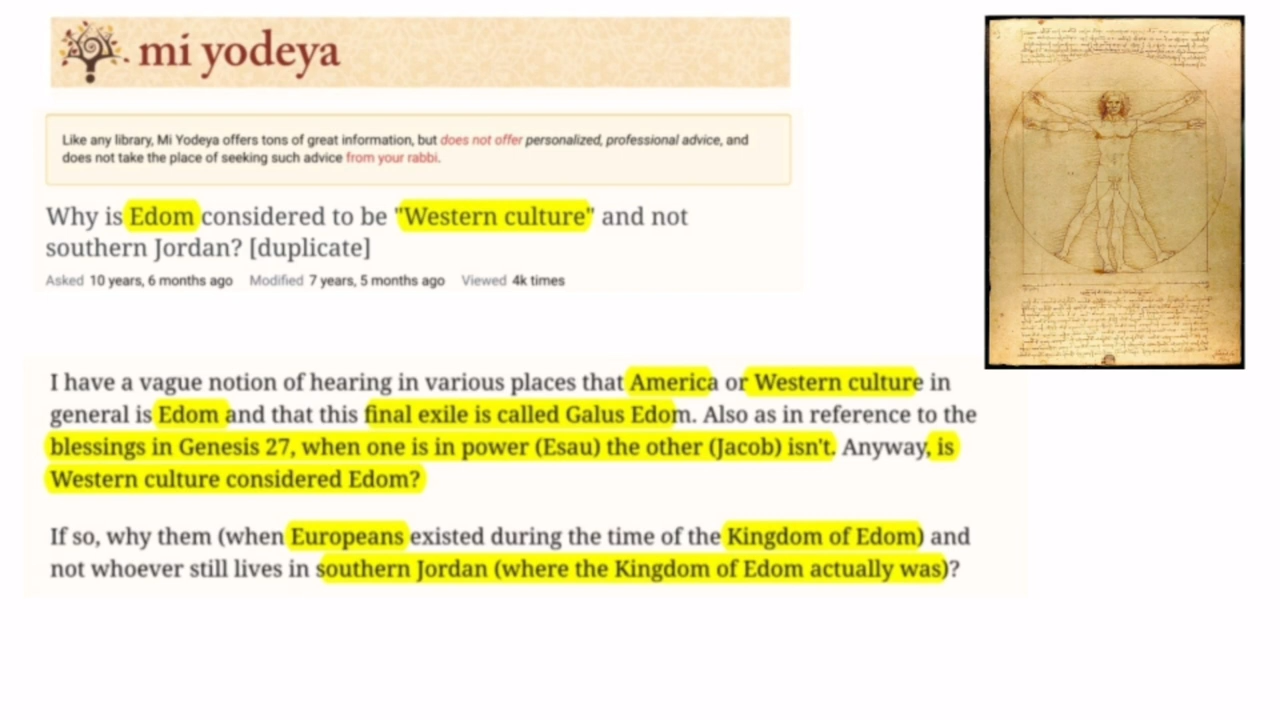 mi yodeya
Like any library, Mi Yodeya offers tons of great information, but does not offer personalized, professional advice, and
does not take the place of seeking such advice from your rabbi.
Why is Edom considered to be "Western culture" and not
southern Jordan? [duplicate]
Asked 10 years, 6 months ago Modified 7 years, 5 months ago Viewed 4k times
I have a vague notion of hearing in various places that America or Western culture in
general is Edom and that this final exile is called Galus Edom. Also as in reference to the
blessings in Genesis 27, when one is in power (Esau) the other (Jacob) isn't. Anyway, is
Western culture considered Edom?
If so, why them (when Europeans existed during the time of the Kingdom of Edom) and
not whoever still lives in southern Jordan (where the Kingdom of Edom actually was)?